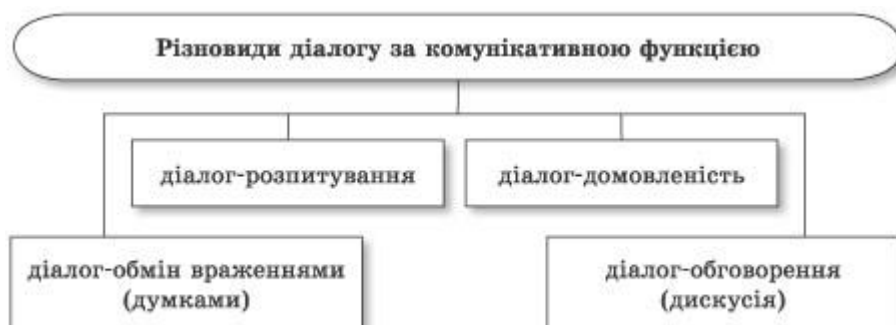 Різновиди діалогу за комунікативною функцією
діалог-розпитування
діалог-домовленість
діалог-обмін враженнями
(думками)
діалог-обговорення
(дискусія)